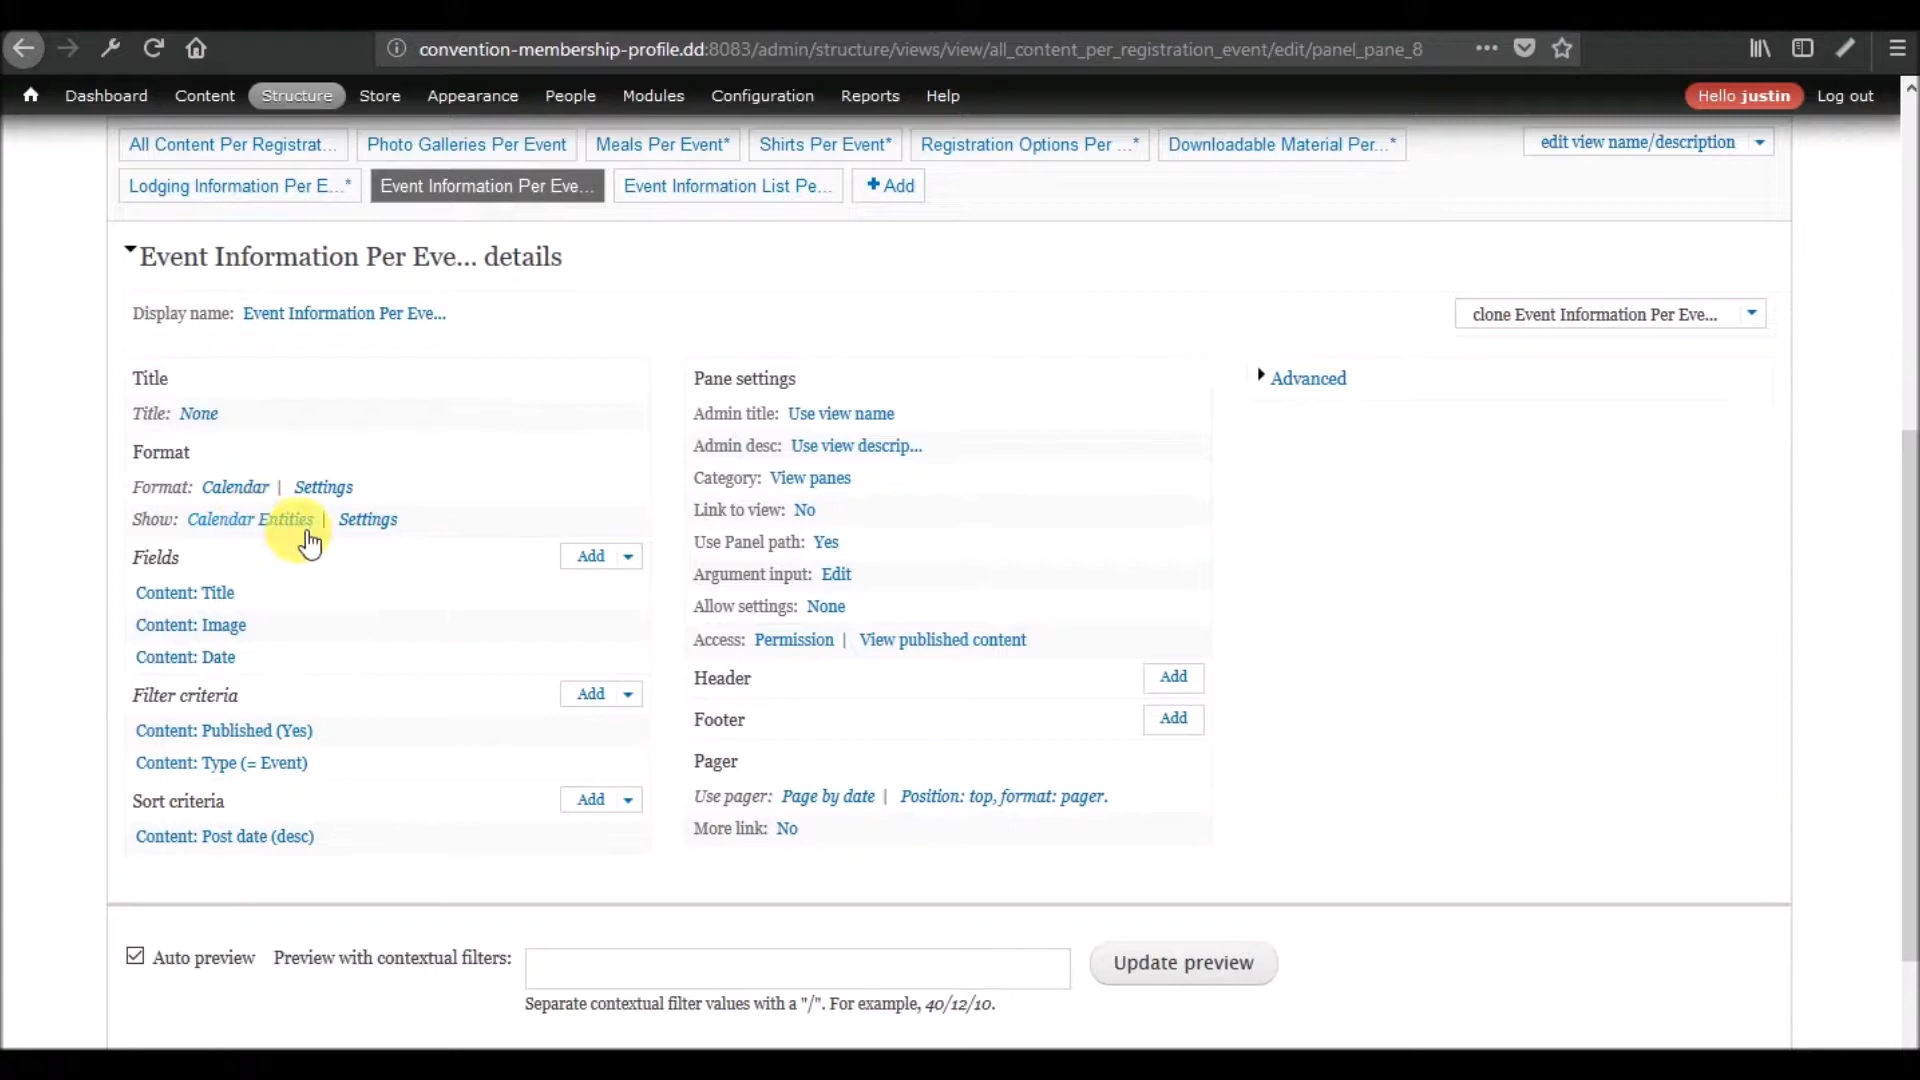 convention-membership-profile.dd:8083/admin/structure/views/view/all_content_per_registration_event/edit/panel_pane_8
Dashboard Content Structure Store Appearance People Modules Configuration Reports Help Hello justin Log out
All Content Per Registrat... Photo Galleries Per Event Meals Per Event* Shirts Per Event* Registration Options Per ...* Downloadable Material Per...* edit view name/description
Lodging Information Per E...* Event Information Per Eve... Event Information List Pe... + Add
Event Information Per Eve... details
Display name: Event Information Per Eve... clone Event Information Per Eve...
Title Pane settings Advanced
Title: None Admin title: Use view name
Format Admin desc: Use view descrip...
Category: View panes
Format: Calendar | Settings
Link to view: No
Show: Calendar Entities | Settings
Use Panel path: Yes
Fields Add
Argument input: Edit
Content: Title
Allow settings: None
Content: Image
Access: Permission | View published content
Content: Date
Header Add
Filter criteria Add
Footer Add
Content: Published (Yes)
Pager
Content: Type (= Event)
Use pager: Page by date | Position: top, format: pager.
Sort criteria Add
More link: No
Content: Post date (desc)
Auto preview Preview with contextual filters: Update preview
Separate contextual filter values with a "/". For example, 40/12/10.